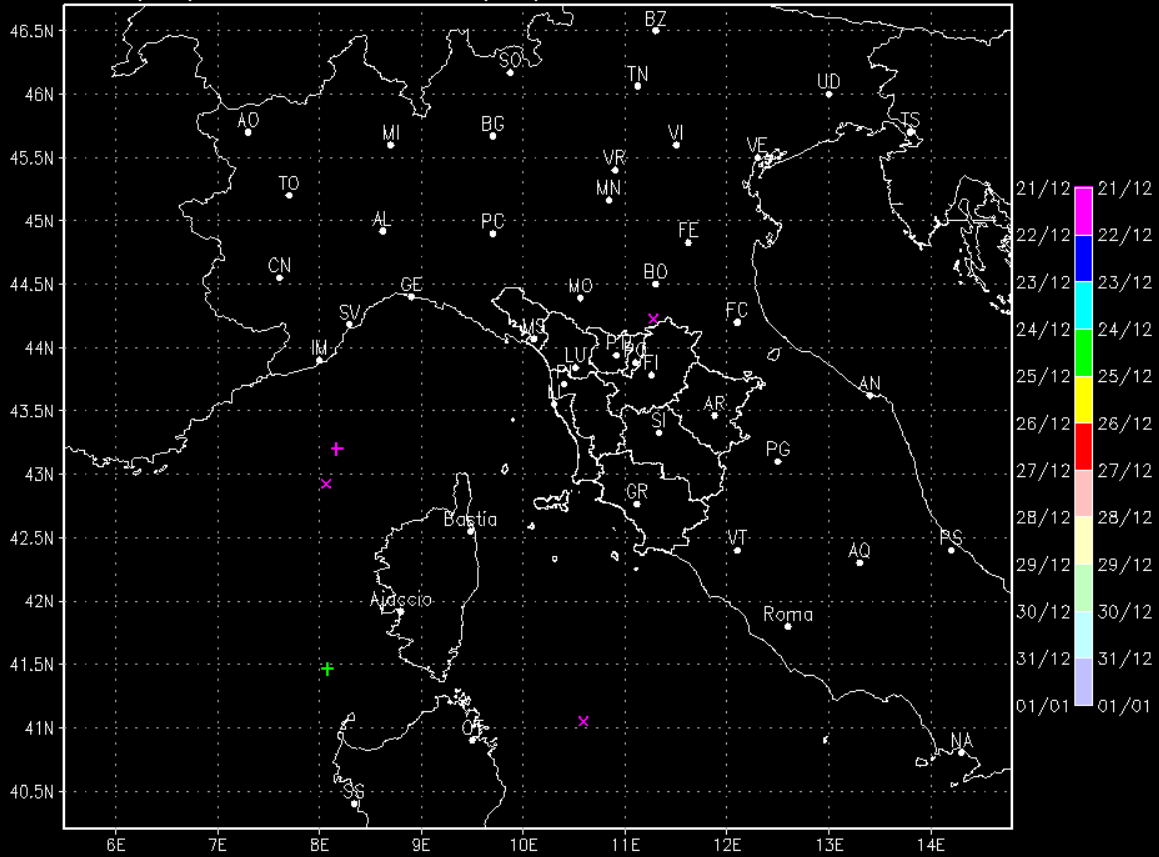 46.5N
BZ
SO
TN
46N
UD
AO
MI
BG
VI
TS
45.5N
VR
VE
TO
MN
21/12 21/12
45N
AL
PC
FE
22/12 22/12
CN
BO
44.5N
GE
MO
23/12 23/12
SV
FC
MS
24/12 24/12
44N
IM
LU
PT
PO
FI
PI
25/12 25/12
LI
AN
43.5N
AR
SI
26/12 26/12
PG
43N
27/12 27/12
GR
Bastia
28/12 28/12
42.5N
VT
AQ
PS
29/12 29/12
42N
Ajaccio
Roma
30/12 30/12
41.5N
31/12 31/12
41N
01/01 01/01
NA
40.5N
SS
6E 7E 8E 9E 10E 11E 12E 13E 14E